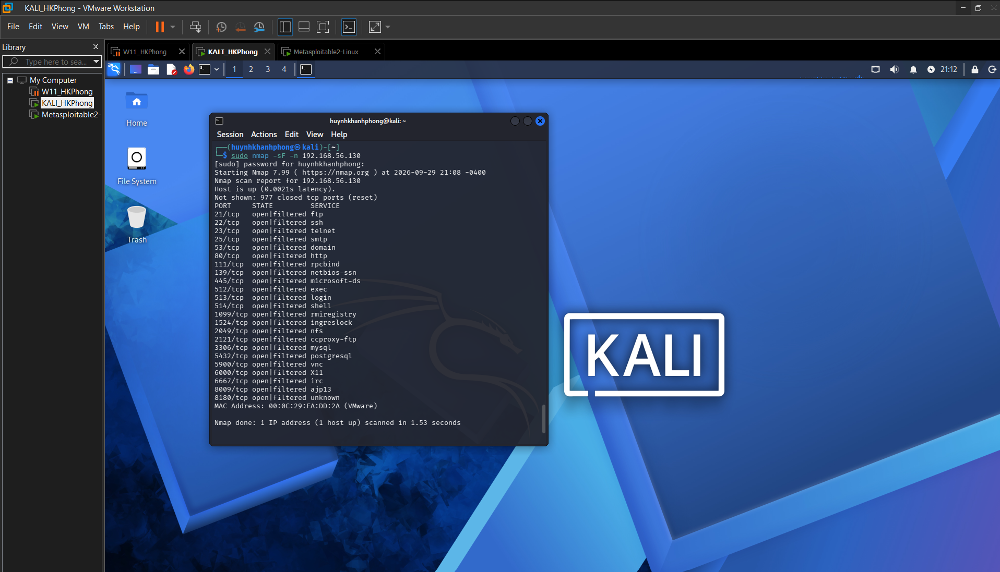 KALI_HKPhong - VMware Workstation
File Edit View VM Tabs Help
Library
Type here to sea...
My Computer
W11_HKPhong
KALI_HKPhong
Metasploitable2-
W11_HKPhong KALI_HKPhong Metasploitable2-Linux
1 2 3 4 21:12
Home
File System
Trash
huynhkhanhphong@kali: ~
Session Actions Edit View Help
┌──(huynhkhanhphong㉿kali)-[~]
└─$ sudo nmap -sF -n 192.168.56.130
[sudo] password for huynhkhanhphong:
Starting Nmap 7.99 ( https://nmap.org ) at 2026-09-29 21:08 -0400
Nmap scan report for 192.168.56.130
Host is up (0.0021s latency).
Not shown: 977 closed tcp ports (reset)
PORT     STATE         SERVICE
21/tcp   open|filtered ftp
22/tcp   open|filtered ssh
23/tcp   open|filtered telnet
25/tcp   open|filtered smtp
53/tcp   open|filtered domain
80/tcp   open|filtered http
111/tcp  open|filtered rpcbind
139/tcp  open|filtered netbios-ssn
445/tcp  open|filtered microsoft-ds
512/tcp  open|filtered exec
513/tcp  open|filtered login
514/tcp  open|filtered shell
1099/tcp open|filtered rmiregistry
1524/tcp open|filtered ingreslock
2049/tcp open|filtered nfs
2121/tcp open|filtered ccproxy-ftp
3306/tcp open|filtered mysql
5432/tcp open|filtered postgresql
5900/tcp open|filtered vnc
6000/tcp open|filtered X11
6667/tcp open|filtered irc
8009/tcp open|filtered ajp13
8180/tcp open|filtered unknown
MAC Address: 00:0C:29:FA:DD:2A (VMware)
Nmap done: 1 IP address (1 host up) scanned in 1.53 seconds
KALI